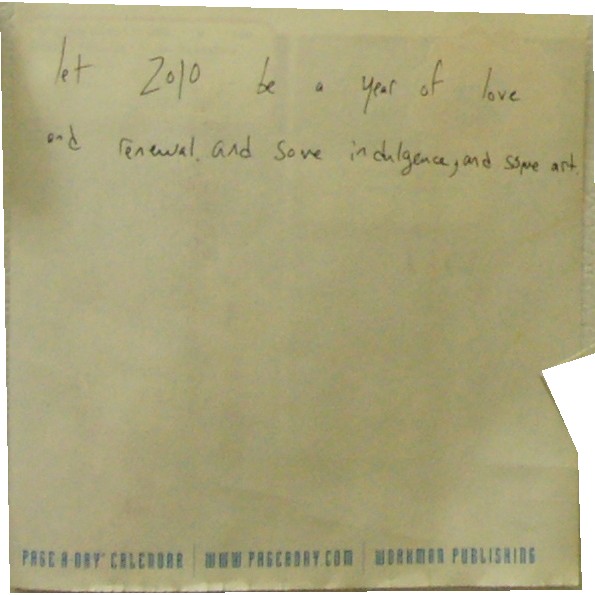 let 2010 be a year of love
and renewal. and some indulgence, and some art.
PAGE-A-DAY® CALENDAR | WWW.PAGEADAY.COM | WORKMAN PUBLISHING